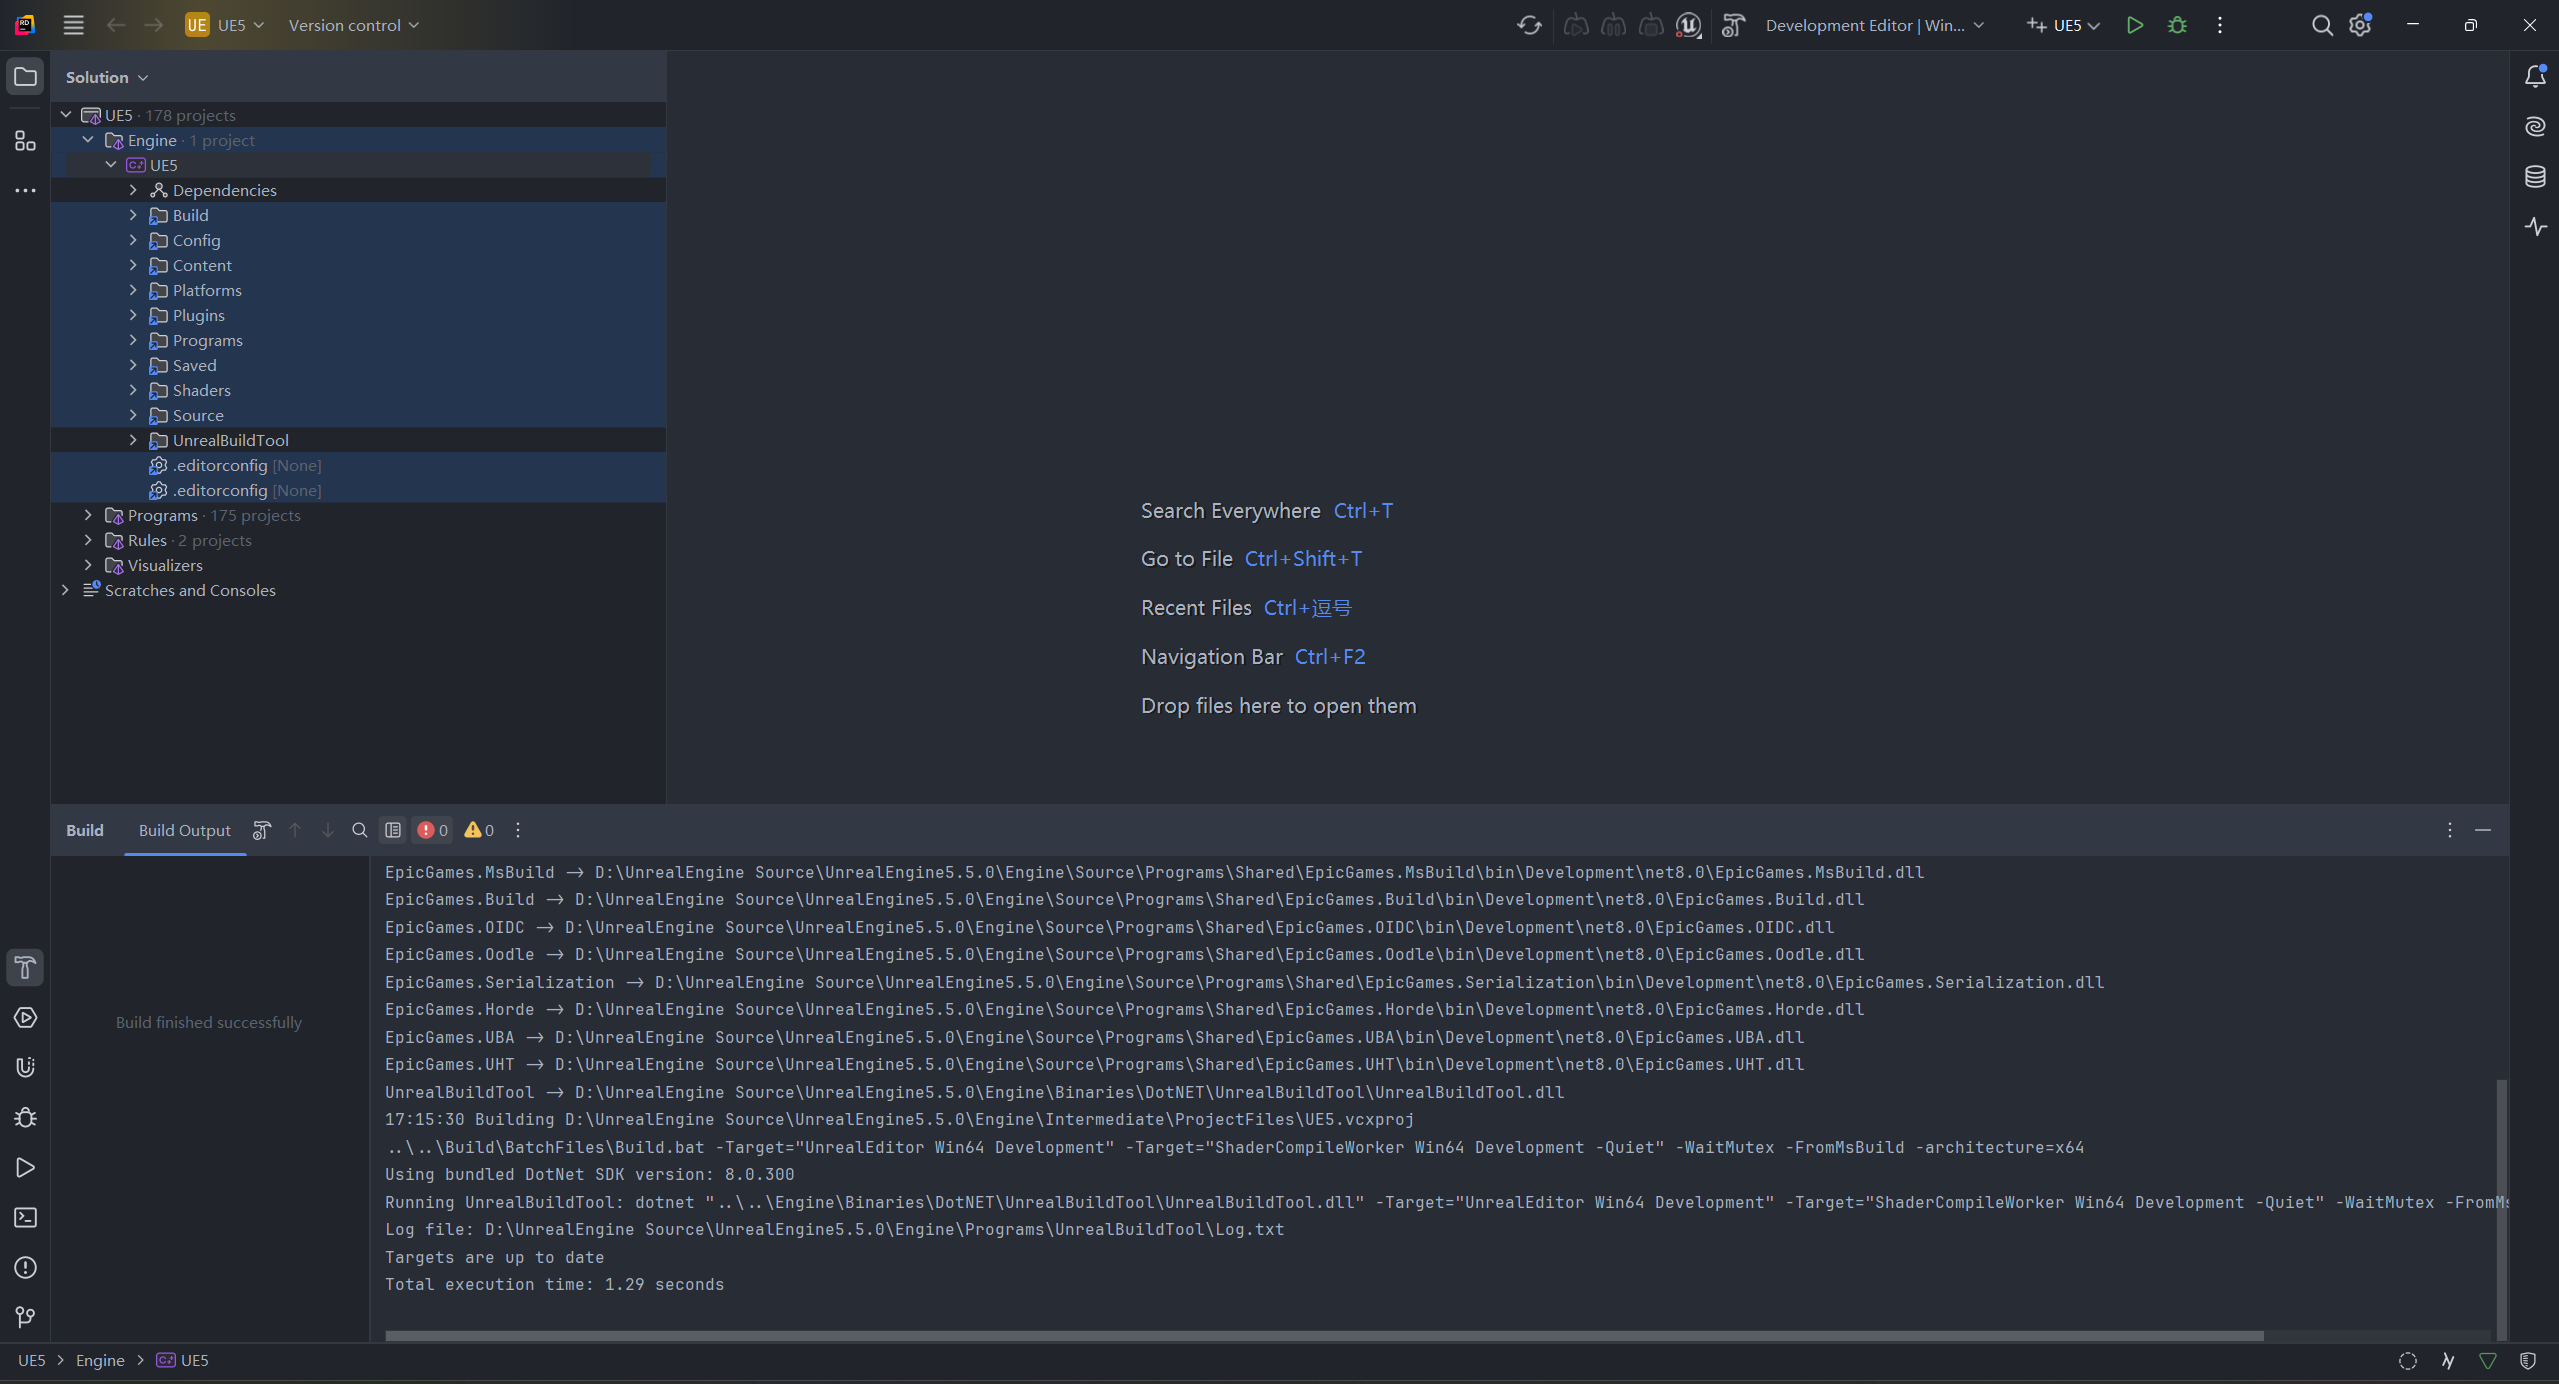 UE UE5 Version control Development Editor | Win... UE5
Solution
UE5 · 178 projects
Engine · 1 project
UE5
Dependencies
Build
Config
Content
Platforms
Plugins
Programs
Saved
Shaders
Source
UnrealBuildTool
.editorconfig [None]
.editorconfig [None]
Programs · 175 projects
Rules · 2 projects
Visualizers
Scratches and Consoles
Search Everywhere Ctrl+T
Go to File Ctrl+Shift+T
Recent Files Ctrl+逗号
Navigation Bar Ctrl+F2
Drop files here to open them
Build Build Output 0 0
Build finished successfully
EpicGames.MsBuild -> D:\UnrealEngine Source\UnrealEngine5.5.0\Engine\Source\Programs\Shared\EpicGames.MsBuild\bin\Development\net8.0\EpicGames.MsBuild.dll
EpicGames.Build -> D:\UnrealEngine Source\UnrealEngine5.5.0\Engine\Source\Programs\Shared\EpicGames.Build\bin\Development\net8.0\EpicGames.Build.dll
EpicGames.OIDC -> D:\UnrealEngine Source\UnrealEngine5.5.0\Engine\Source\Programs\Shared\EpicGames.OIDC\bin\Development\net8.0\EpicGames.OIDC.dll
EpicGames.Oodle -> D:\UnrealEngine Source\UnrealEngine5.5.0\Engine\Source\Programs\Shared\EpicGames.Oodle\bin\Development\net8.0\EpicGames.Oodle.dll
EpicGames.Serialization -> D:\UnrealEngine Source\UnrealEngine5.5.0\Engine\Source\Programs\Shared\EpicGames.Serialization\bin\Development\net8.0\EpicGames.Serialization.dll
EpicGames.Horde -> D:\UnrealEngine Source\UnrealEngine5.5.0\Engine\Source\Programs\Shared\EpicGames.Horde\bin\Development\net8.0\EpicGames.Horde.dll
EpicGames.UBA -> D:\UnrealEngine Source\UnrealEngine5.5.0\Engine\Source\Programs\Shared\EpicGames.UBA\bin\Development\net8.0\EpicGames.UBA.dll
EpicGames.UHT -> D:\UnrealEngine Source\UnrealEngine5.5.0\Engine\Source\Programs\Shared\EpicGames.UHT\bin\Development\net8.0\EpicGames.UHT.dll
UnrealBuildTool -> D:\UnrealEngine Source\UnrealEngine5.5.0\Engine\Binaries\DotNET\UnrealBuildTool\UnrealBuildTool.dll
17:15:30 Building D:\UnrealEngine Source\UnrealEngine5.5.0\Engine\Intermediate\ProjectFiles\UE5.vcxproj
..\..\Build\BatchFiles\Build.bat -Target="UnrealEditor Win64 Development" -Target="ShaderCompileWorker Win64 Development -Quiet" -WaitMutex -FromMsBuild -architecture=x64
Using bundled DotNet SDK version: 8.0.300
Running UnrealBuildTool: dotnet "..\..\Engine\Binaries\DotNET\UnrealBuildTool\UnrealBuildTool.dll" -Target="UnrealEditor Win64 Development" -Target="ShaderCompileWorker Win64 Development -Quiet" -WaitMutex -FromMs
Log file: D:\UnrealEngine Source\UnrealEngine5.5.0\Engine\Programs\UnrealBuildTool\Log.txt
Targets are up to date
Total execution time: 1.29 seconds
UE5 > Engine > UE5